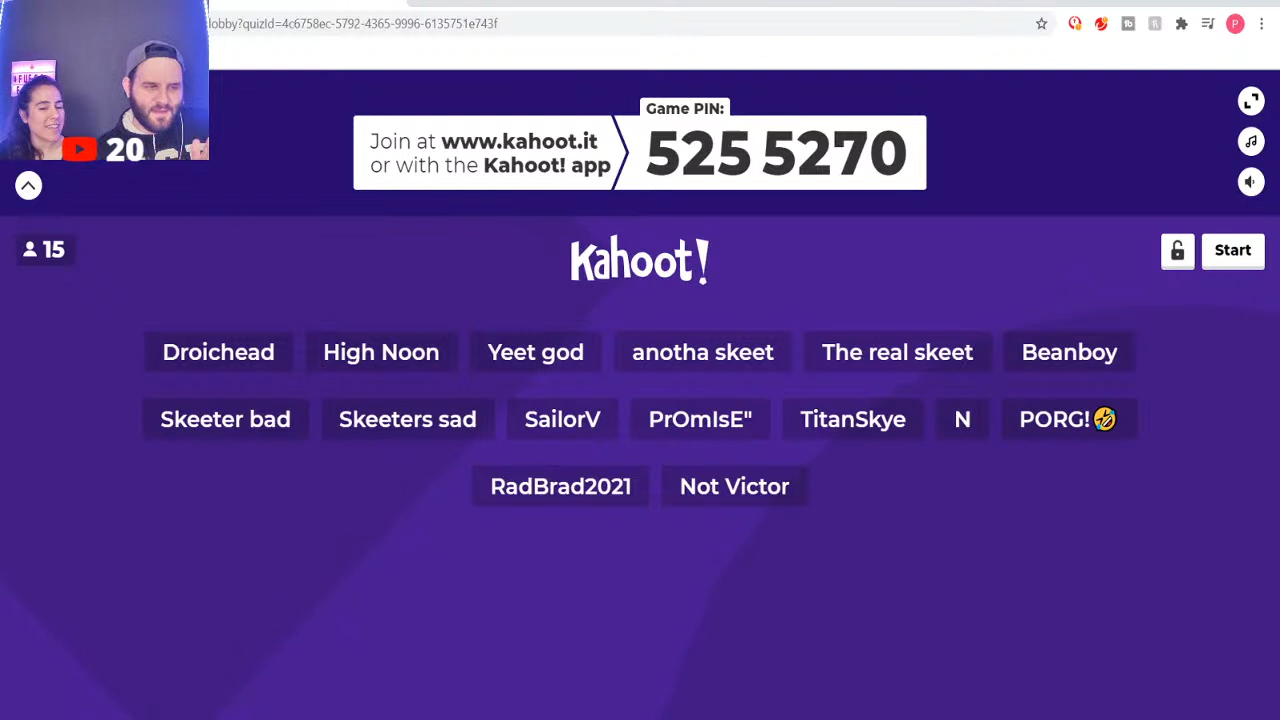 lobby?quizId=4c6758ec-5792-4365-9996-6135751e743f
P
20
Game PIN:
Join at www.kahoot.it
or with the Kahoot! app
525 5270
15
Kahoot!
Start
Droichead High Noon Yeet god anotha skeet The real skeet Beanboy
Skeeter bad Skeeters sad SailorV PrOmIsE" TitanSkye N PORG!🤣
RadBrad2021 Not Victor